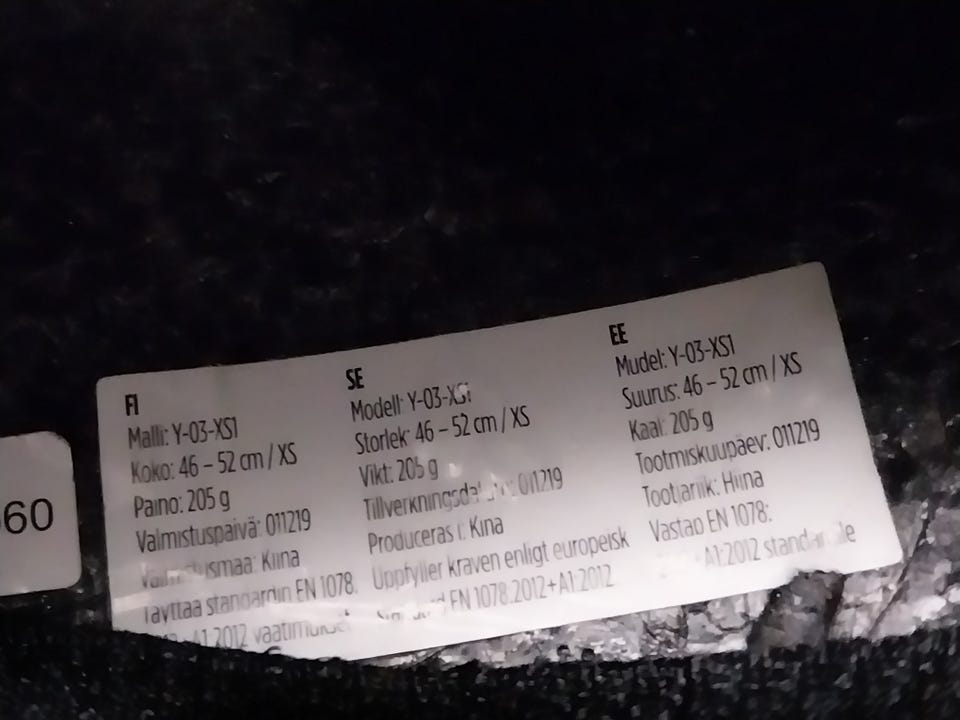 60
FI
Malli: Y-03-XS1
Koko: 46 – 52 cm / XS
Paino: 205 g
Valmistuspäivä: 011219
Kiina
Täyttää standardin EN 1078:
A1:2012 vaatimukset
SE
Modell: Y-03-XS1
Storlek: 46 – 52 cm / XS
Vikt: 205 g
011219
Produceras i: Kina
Uppfyller kraven enligt europeisk
EN 1078:2012+A1:2012
EE
Mudel: Y-03-XS1
Suurus: 46 – 52 cm / XS
Kaal: 205 g
Tootmiskuupäev: 011219
Tootjariik: Hiina
Vastab EN 1078:
A1:2012